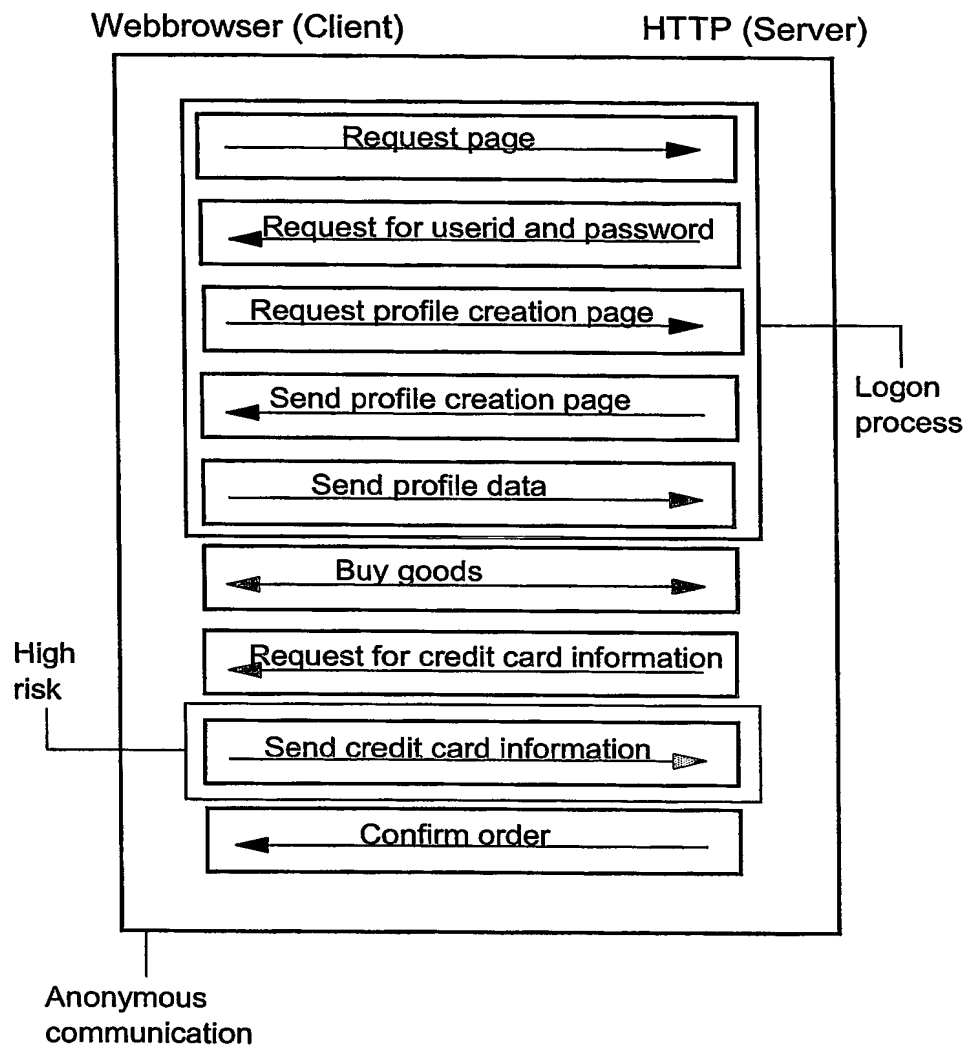 Webbrowser (Client) HTTP (Server)
Request page
Request for userid and password
Request profile creation page
Send profile creation page
Logon
process
Send profile data
Buy goods
High
risk
Request for credit card information
Send credit card information
Confirm order
Anonymous
communication